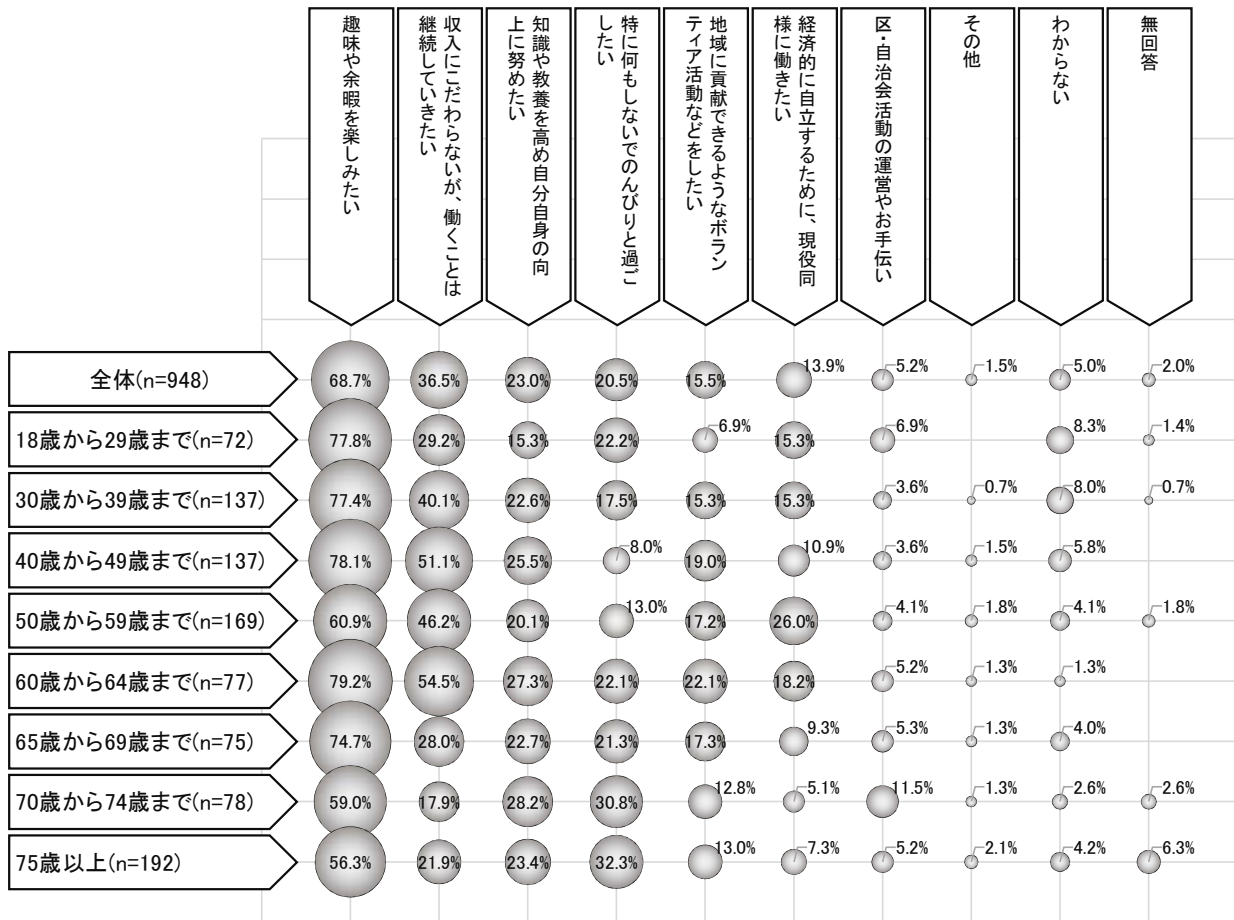 趣味や余暇を楽しみたい
収入にこだわらないが、働くことは
継続していきたい
知識や教養を高め自分自身の向
上に努めたい
特に何もしないでのんびりと過ご
したい
地域に貢献できるようなボラン
ティア活動などをしたい
経済的に自立するために、現役同
様に働きたい
区・自治会活動の運営やお手伝い
その他
わからない
無回答
全体(n=948)
68.7% 36.5% 23.0% 20.5% 15.5% 13.9% 5.2% 1.5% 5.0% 2.0%
18歳から29歳まで(n=72)
77.8% 29.2% 15.3% 22.2% 6.9% 15.3% 6.9% 8.3% 1.4%
30歳から39歳まで(n=137)
77.4% 40.1% 22.6% 17.5% 15.3% 15.3% 3.6% 0.7% 8.0% 0.7%
40歳から49歳まで(n=137)
78.1% 51.1% 25.5% 8.0% 19.0% 10.9% 3.6% 1.5% 5.8%
50歳から59歳まで(n=169)
60.9% 46.2% 20.1% 13.0% 17.2% 26.0% 4.1% 1.8% 4.1% 1.8%
60歳から64歳まで(n=77)
79.2% 54.5% 27.3% 22.1% 22.1% 18.2% 5.2% 1.3% 1.3%
65歳から69歳まで(n=75)
74.7% 28.0% 22.7% 21.3% 17.3% 9.3% 5.3% 1.3% 4.0%
70歳から74歳まで(n=78)
59.0% 17.9% 28.2% 30.8% 12.8% 5.1% 11.5% 1.3% 2.6% 2.6%
75歳以上(n=192)
56.3% 21.9% 23.4% 32.3% 13.0% 7.3% 5.2% 2.1% 4.2% 6.3%